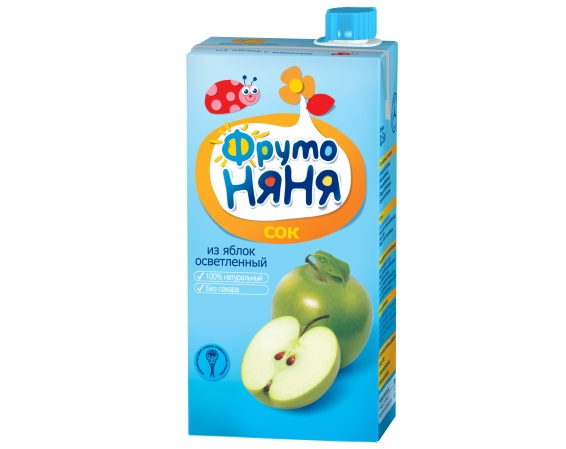 Фруто
НЯНЯ
СОК
из яблок
осветленный
100% натуральный
Без сахара